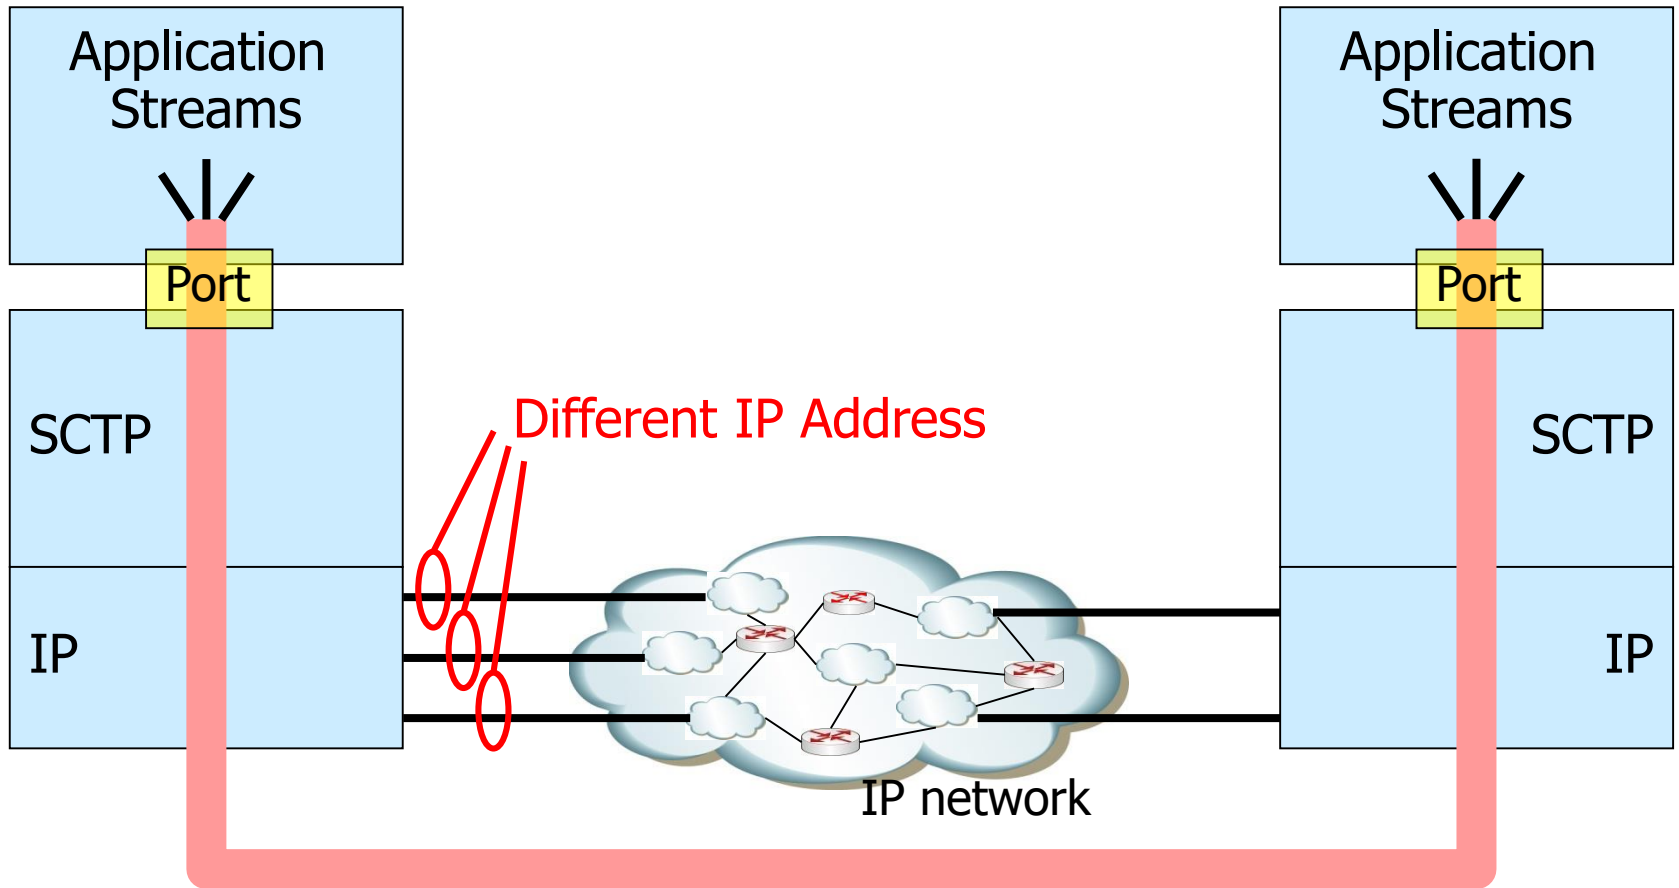 Application
Streams
Application
Streams
Port
Port
Different IP Address
SCTP
SCTP
IP
IP
IP network